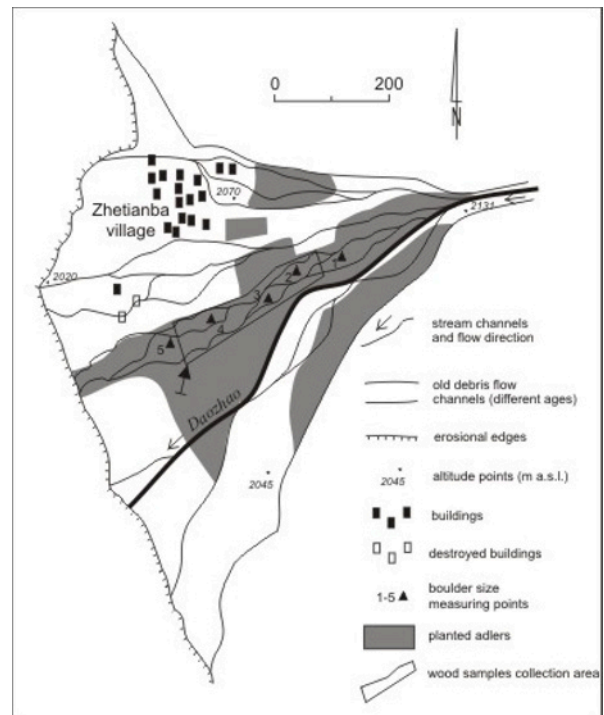 0 200
N
2070
Zhetianba
village
2131
2020
1
2
3
4
5
Daozhao
2045
stream channels
and flow direction
old debris flow
channels (different ages)
erosional edges
2045
altitude points (m a.s.l.)
buildings
destroyed buildings
1-5
boulder size
measuring points
planted adlers
wood samples collection area